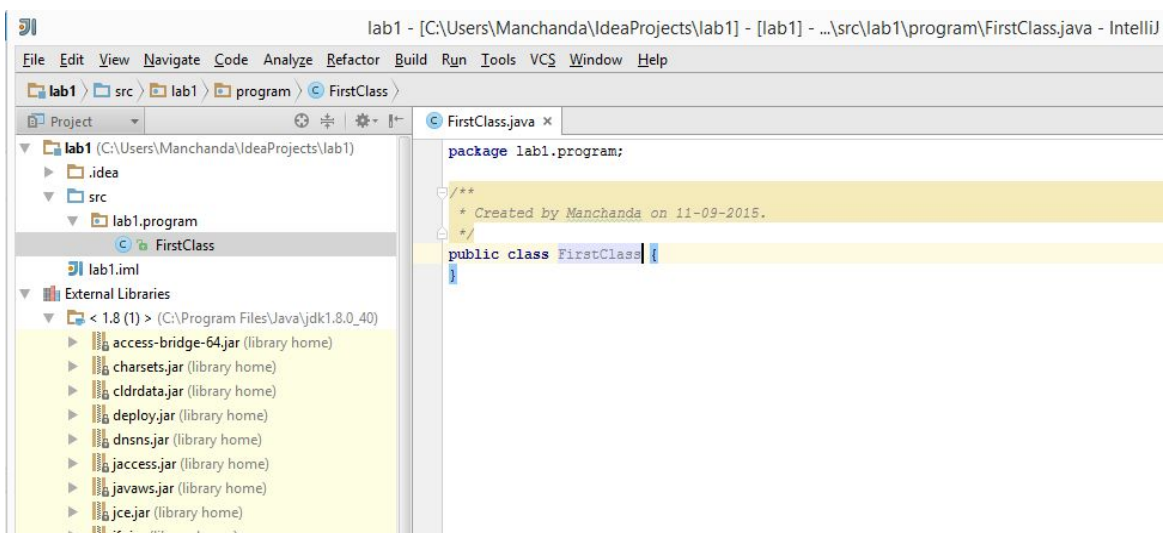 lab1 - [C:\Users\Manchanda\IdeaProjects\lab1] - [lab1] - ...\src\lab1\program\FirstClass.java - IntelliJ
File Edit View Navigate Code Analyze Refactor Build Run Tools VCS Window Help
lab1 src lab1 program FirstClass
Project
lab1 (C:\Users\Manchanda\IdeaProjects\lab1)
.idea
src
lab1.program
FirstClass
lab1.iml
External Libraries
< 1.8 (1) > (C:\Program Files\Java\jdk1.8.0_40)
access-bridge-64.jar (library home)
charsets.jar (library home)
cldrdata.jar (library home)
deploy.jar (library home)
dnsns.jar (library home)
jaccess.jar (library home)
javaws.jar (library home)
jce.jar (library home)
FirstClass.java
package lab1.program;
/**
* Created by Manchanda on 11-09-2015.
*/
public class FirstClass {
}